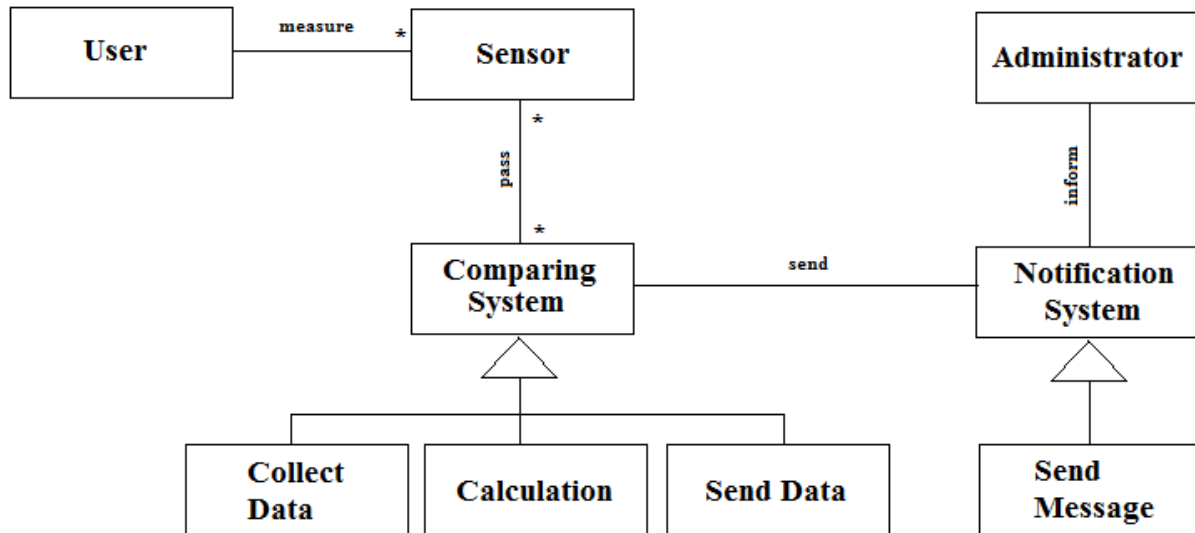 User
measure
*
Sensor
Administrator
*
pass
*
inform
Comparing
System
send
Notification
System
Collect
Data
Calculation
Send Data
Send
Message